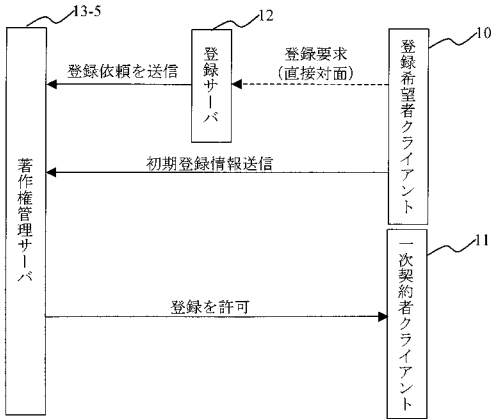 13-5
12
10
登録サーバ
登録要求
(直接対面)
登録依頼を送信
登録希望者クライアント
初期登録情報送信
著作権管理サーバ
11
一次契約者クライアント
登録を許可